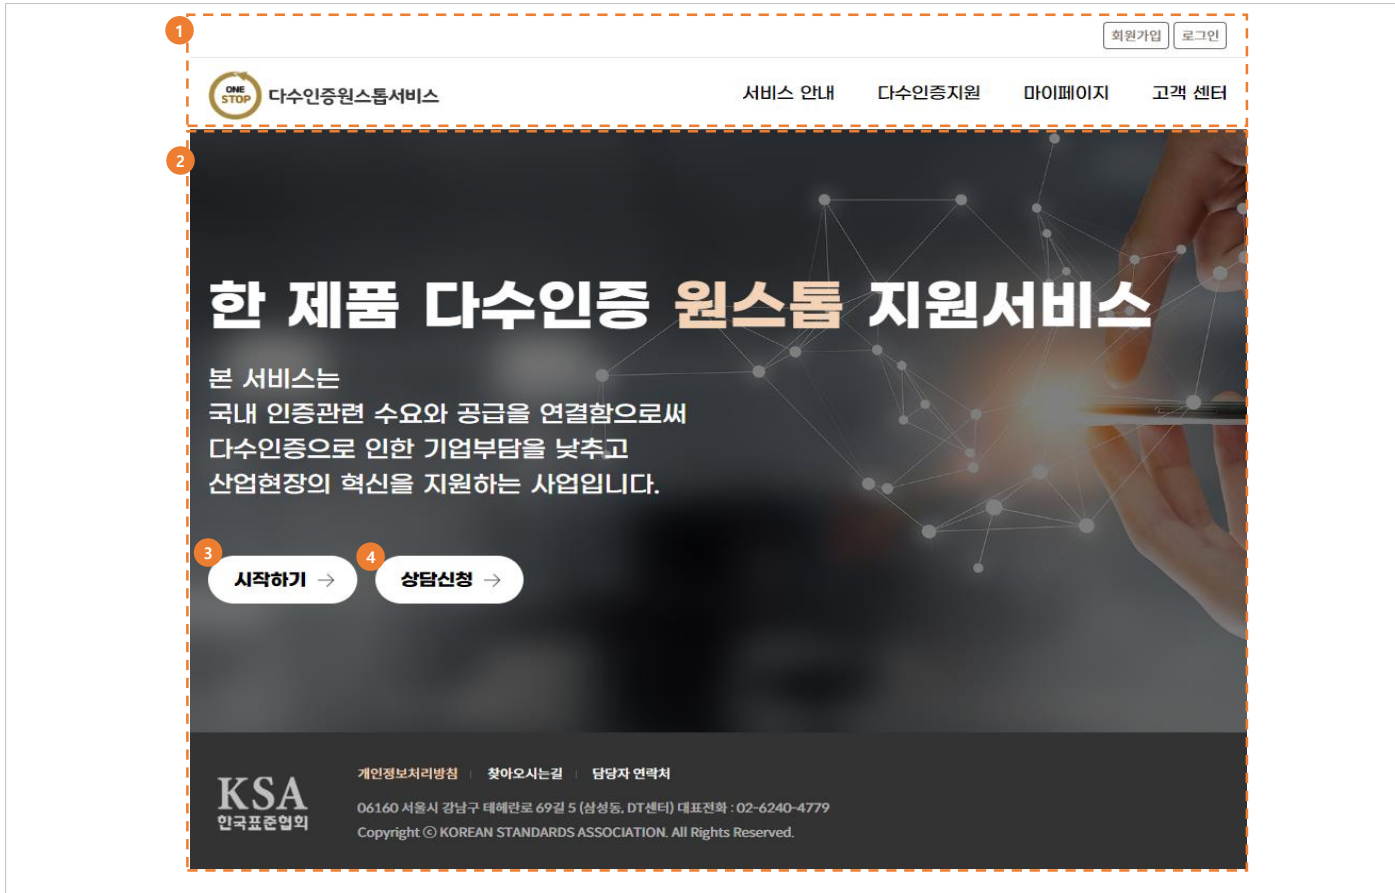 1
회원가입 로그인
ONE STOP 다수인증원스톱서비스 서비스 안내 다수인증지원 마이페이지 고객 센터
2
한 제품 다수인증 원스톱 지원서비스
본 서비스는
국내 인증관련 수요와 공급을 연결함으로써
다수인증으로 인한 기업부담을 낮추고
산업현장의 혁신을 지원하는 사업입니다.
3 4
시작하기 → 상담신청 →
개인정보처리방침 | 찾아오시는길 | 담당자 연락처
KSA
한국표준협회
06160 서울시 강남구 테헤란로 69길 5 (삼성동, DT센터) 대표전화 : 02-6240-4779
Copyright ⓒ KOREAN STANDARDS ASSOCIATION. All Rights Reserved.